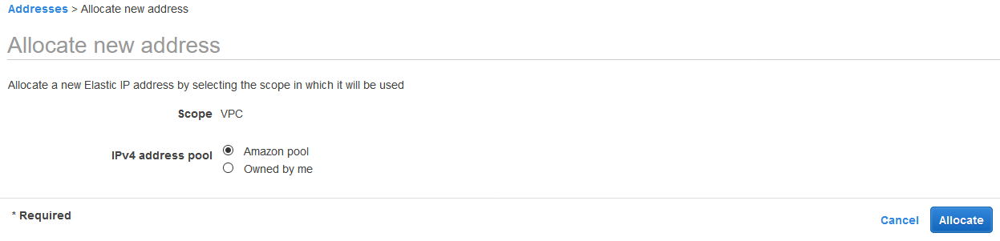 Addresses > Allocate new address
Allocate new address
Allocate a new Elastic IP address by selecting the scope in which it will be used
Scope VPC
IPv4 address pool
Amazon pool
Owned by me
* Required
Cancel Allocate